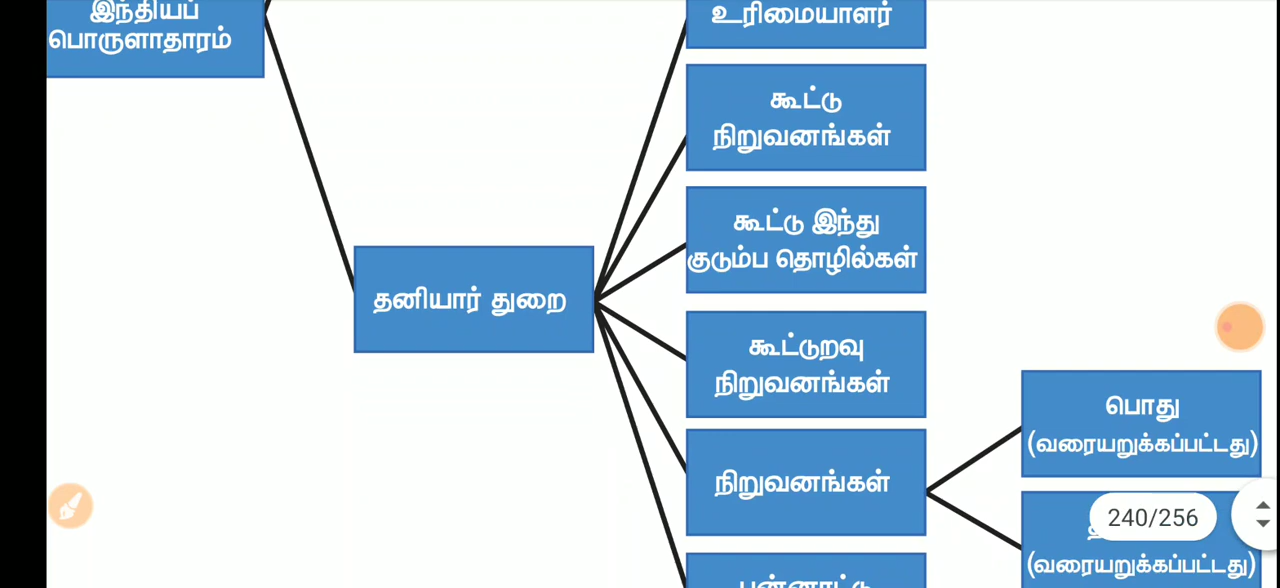 இந்தியப்
பொருளாதாரம்
உரிமையாளர்
கூட்டு
நிறுவனங்கள்
கூட்டு இந்து
குடும்ப தொழில்கள்
தனியார் துறை
கூட்டுறவு
நிறுவனங்கள்
நிறுவனங்கள்
பொது
(வரையறுக்கப்பட்டது)
240/256
(வரையறுக்கப்பட்டது)
பன்னாட்டு